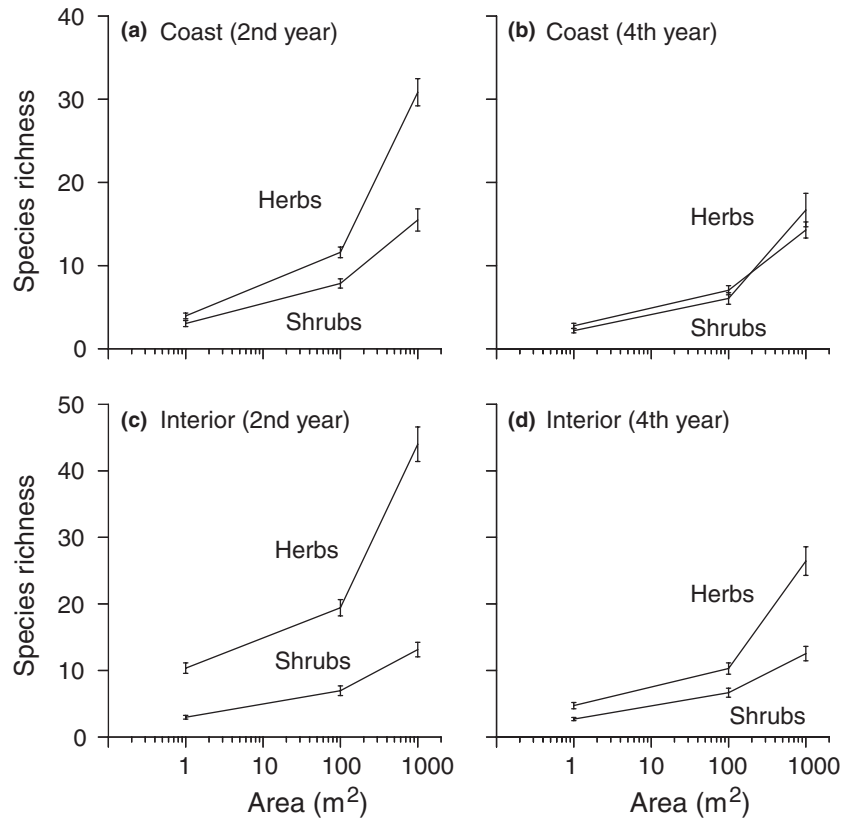 (a) Coast (2nd year)
(b) Coast (4th year)
40
30
20
10
0
Species richness
Herbs
Shrubs
Herbs
Shrubs
(c) Interior (2nd year)
(d) Interior (4th year)
50
40
30
20
10
0
Species richness
Herbs
Shrubs
Herbs
Shrubs
1 10 100 1000
1 10 100 1000
Area (m²)
Area (m²)